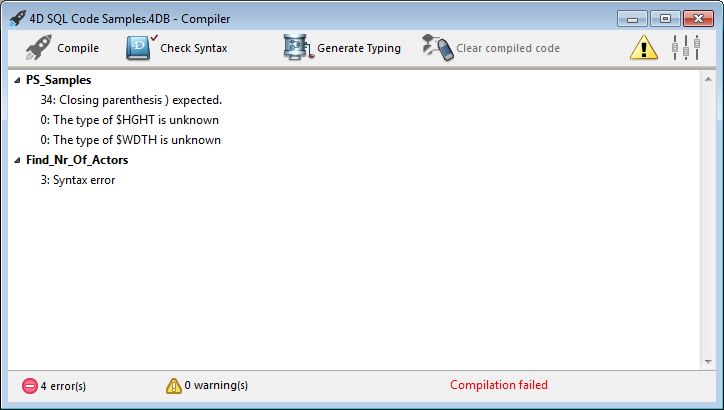 4D SQL Code Samples.4DB - Compiler
Compile Check Syntax Generate Typing Clear compiled code
PS_Samples
34: Closing parenthesis ) expected.
0: The type of $HGHT is unknown
0: The type of $WDTH is unknown
Find_Nr_Of_Actors
3: Syntax error
4 error(s) 0 warning(s) Compilation failed